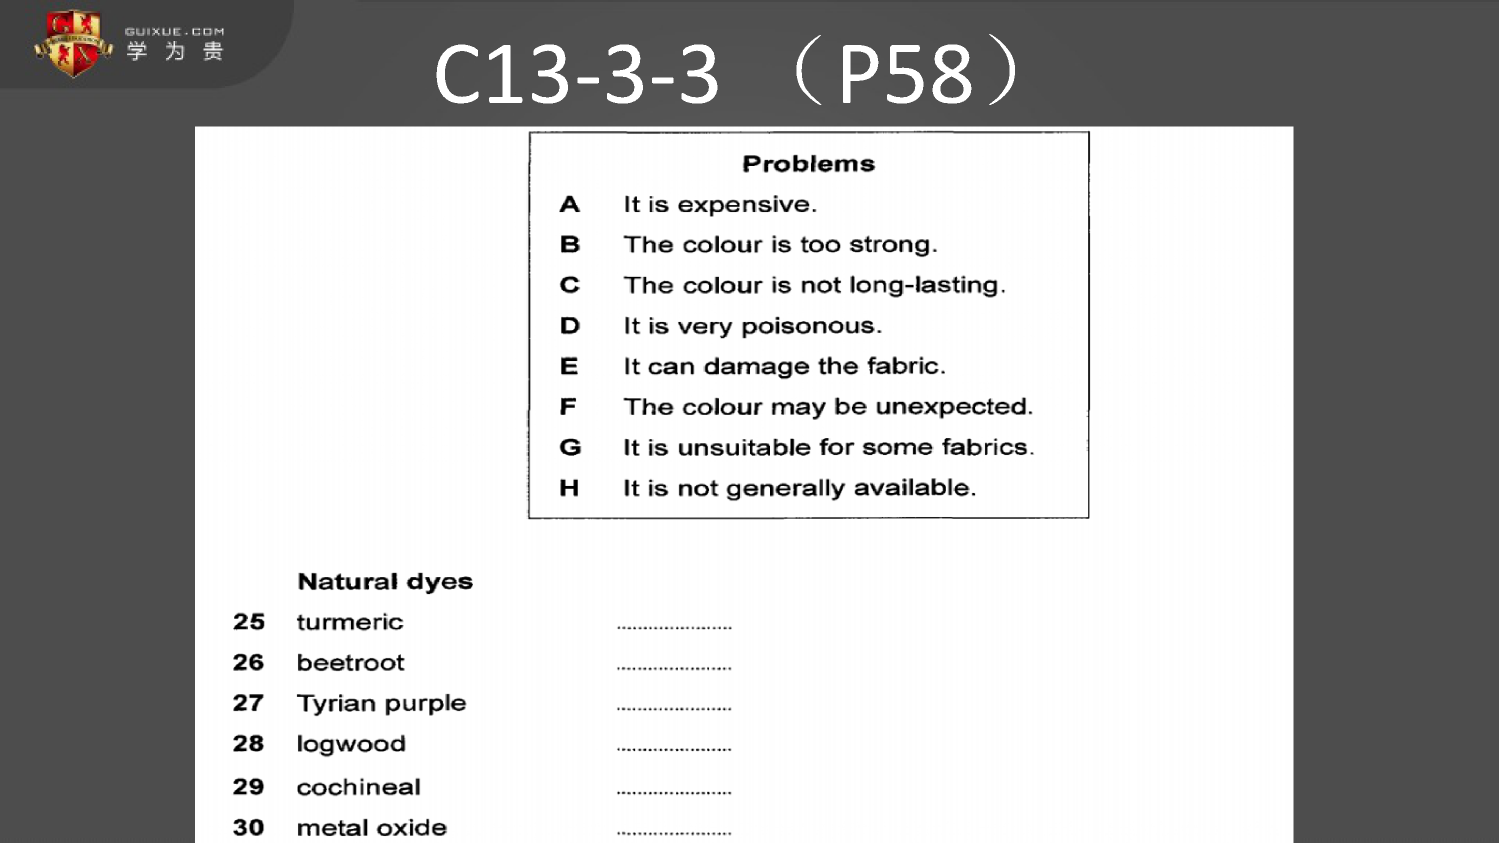 GUIXUE.COM
学为贵
C13-3-3 （P58）
Problems
A It is expensive.
B The colour is too strong.
C The colour is not long-lasting.
D It is very poisonous.
E It can damage the fabric.
F The colour may be unexpected.
G It is unsuitable for some fabrics.
H It is not generally available.
Natural dyes
25 turmeric ......................
26 beetroot ......................
27 Tyrian purple ......................
28 logwood ......................
29 cochineal ......................
30 metal oxide ......................